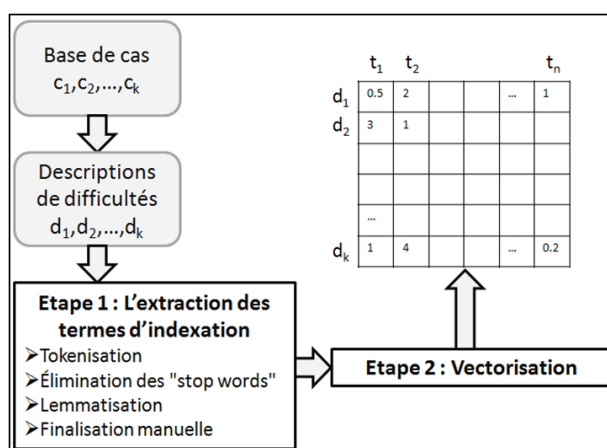 Base de cas
c1,c2,...,ck
Descriptions
de difficultés
d1,d2,...,dk
Etape 1 : L'extraction des
termes d'indexation
➢Tokenisation
➢Élimination des "stop words"
➢Lemmatisation
➢Finalisation manuelle
Etape 2 : Vectorisation
t1 t2 tn
d1 0.5 2 ... 1
d2 3 1
...
dk 1 4 ... 0.2